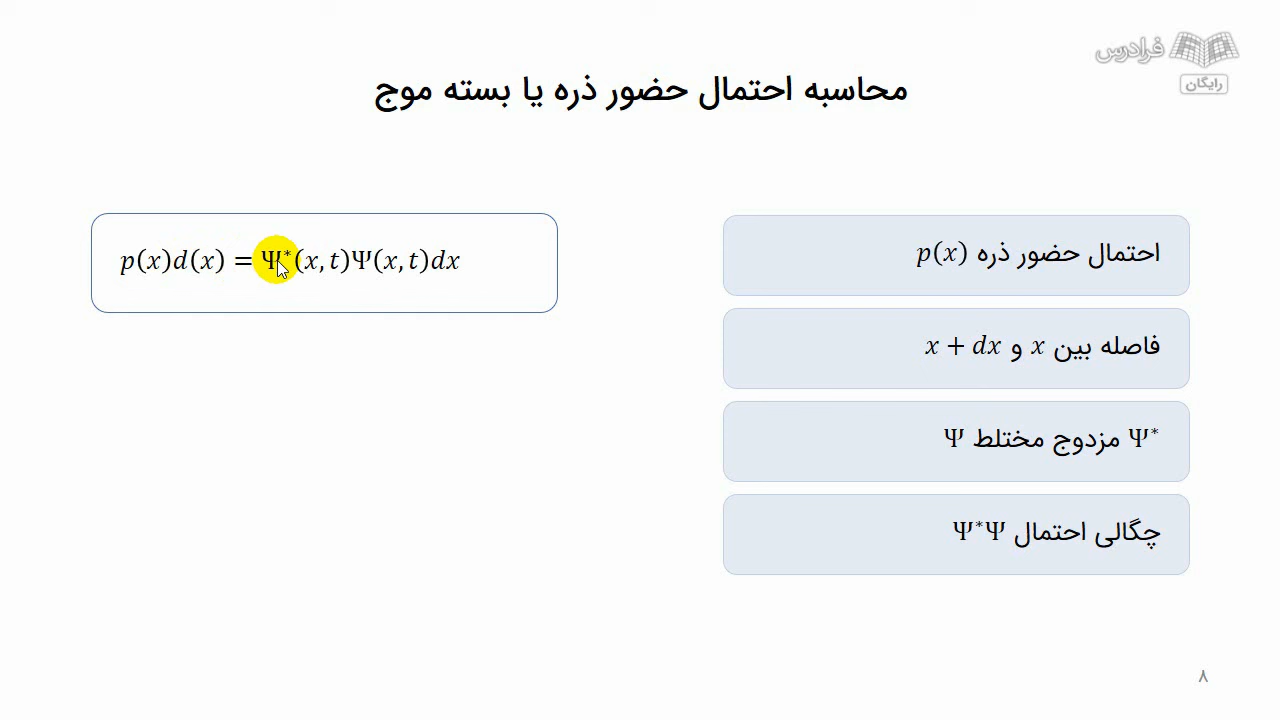 فرادرس
رایگان
محاسبه احتمال حضور ذره یا بسته موج
احتمال حضور ذره p(x)
فاصله بین x و x + dx
Ψ* مزدوج مختلط Ψ
چگالی احتمال Ψ*Ψ
p(x)d(x) = Ψ*(x, t)Ψ(x, t)dx
۸